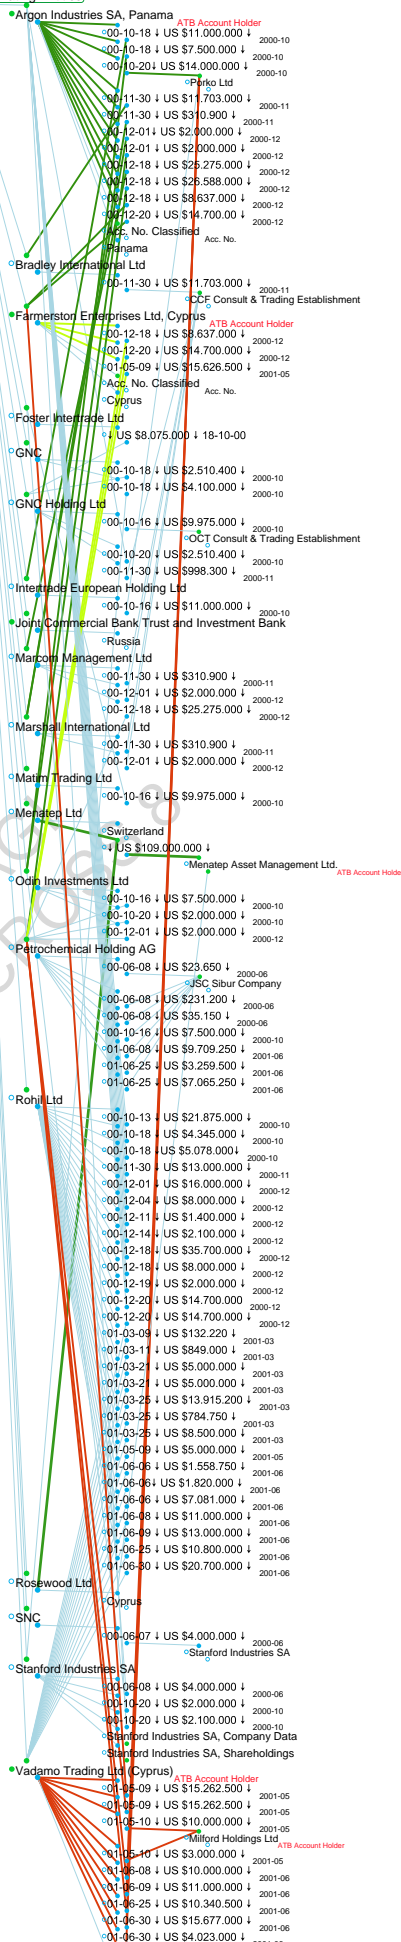 Argon Industries SA, Panama
ATB Account Holder
00-10-18 ↓ US $11.000.000 ↓
2000-10
00-10-18 ↓ US $7.500.000 ↓
2000-10
00-10-20↓ US $14.000.000 ↓
2000-10
Porko Ltd
00-11-30 ↓ US $11.703.000 ↓
2000-11
00-11-30 ↓ US $310.900 ↓
2000-11
00-12-01↓ US $2.000.000 ↓
2000-12
00-12-01 ↓ US $2.000.000 ↓
2000-12
00-12-18 ↓ US $25.275.000 ↓
2000-12
00-12-18 ↓ US $26.588.000 ↓
2000-12
00-12-18 ↓ US $8.637.000 ↓
2000-12
00-12-20 ↓ US $14.700.00 ↓
2000-12
Acc. No. Classified
Acc. No.
Panama
Bradley International Ltd
00-11-30 ↓ US $11.703.000 ↓
2000-11
CCF Consult & Trading Establishment
Farmerston Enterprises Ltd, Cyprus
ATB Account Holder
00-12-18 ↓ US $8.637.000 ↓
2000-12
00-12-20 ↓ US $14.700.000 ↓
2000-12
01-05-09 ↓ US $15.626.500 ↓
2001-05
Acc. No. Classified
Acc. No.
Cyprus
Foster Intertrade Ltd
↓ US $8.075.000 ↓ 18-10-00
GNC
00-10-18 ↓ US $2.510.400 ↓
2000-10
00-10-18 ↓ US $4.100.000 ↓
2000-10
GNC Holding Ltd
00-10-16 ↓ US $9.975.000 ↓
2000-10
OCT Consult & Trading Establishment
00-10-20 ↓ US $2.510.400 ↓
2000-10
00-11-30 ↓ US $998.300 ↓
2000-11
Intertrade European Holding Ltd
00-10-16 ↓ US $11.000.000 ↓
2000-10
Joint Commercial Bank Trust and Investment Bank
Russia
Marcom Management Ltd
00-11-30 ↓ US $310.900 ↓
2000-11
00-12-01 ↓ US $2.000.000 ↓
2000-12
00-12-18 ↓ US $25.275.000 ↓
2000-12
Marshall International Ltd
00-11-30 ↓ US $310.900 ↓
2000-11
00-12-01 ↓ US $2.000.000 ↓
2000-12
Matim Trading Ltd
00-10-16 ↓ US $9.975.000 ↓
2000-10
Menatep Ltd
Switzerland
↓ US $109.000.000 ↓
Menatep Asset Management Ltd.
ATB Account Holde
Odin Investments Ltd
00-10-16 ↓ US $7.500.000 ↓
2000-10
00-10-20 ↓ US $2.000.000 ↓
2000-10
00-12-01 ↓ US $2.000.000 ↓
2000-12
Petrochemical Holding AG
00-06-08 ↓ US $23.650 ↓
2000-06
JSC Sibur Company
00-06-08 ↓ US $231.200 ↓
2000-06
00-06-08 ↓ US $35.150 ↓
2000-06
00-10-16 ↓ US $7.500.000 ↓
2000-10
01-06-08 ↓ US $9.709.250 ↓
2001-06
01-06-25 ↓ US $3.259.500 ↓
2001-06
01-06-25 ↓ US $7.065.250 ↓
2001-06
Rohil Ltd
00-10-13 ↓ US $21.875.000 ↓
2000-10
00-10-18 ↓ US $4.345.000 ↓
2000-10
00-10-18 ↓US $5.078.000↓
2000-10
00-11-30 ↓ US $13.000.000 ↓
2000-11
00-12-01 ↓ US $16.000.000 ↓
2000-12
00-12-04 ↓ US $8.000.000 ↓
2000-12
00-12-11 ↓ US $1.400.000 ↓
2000-12
00-12-14 ↓ US $2.100.000 ↓
2000-12
00-12-18 ↓ US $35.700.000 ↓
2000-12
00-12-18 ↓ US $8.000.000 ↓
2000-12
00-12-19 ↓ US $2.000.000 ↓
2000-12
00-12-20 ↓ US $14.700.000
2000-12
00-12-20 ↓ US $14.700.000 ↓
2000-12
01-03-09 ↓ US $132.220 ↓
2001-03
01-03-11 ↓ US $849.000 ↓
2001-03
01-03-21 ↓ US $5.000.000 ↓
2001-03
01-03-21 ↓ US $5.000.000 ↓
2001-03
01-03-25 ↓ US $13.915.200 ↓
2001-03
01-03-25 ↓ US $784.750 ↓
2001-03
01-03-25 ↓ US $8.500.000 ↓
2001-03
01-05-09 ↓ US $5.000.000 ↓
2001-05
01-06-06 ↓ US $1.558.750 ↓
2001-06
01-06-06↓ US $1.820.000 ↓
2001-06
01-06-06 ↓ US $7.081.000 ↓
2001-06
01-06-08 ↓ US $11.000.000 ↓
2001-06
01-06-09 ↓ US $13.000.000 ↓
2001-06
01-06-25 ↓ US $10.800.000 ↓
2001-06
01-06-30 ↓ US $20.700.000 ↓
2001-06
Rosewood Ltd
Cyprus
SNC
00-06-07 ↓ US $4.000.000 ↓
2000-06
Stanford Industries SA
Stanford Industries SA
00-06-08 ↓ US $4.000.000 ↓
2000-06
00-10-20 ↓ US $2.000.000 ↓
2000-10
00-10-20 ↓ US $2.100.000 ↓
2000-10
Stanford Industries SA, Company Data
Stanford Industries SA, Shareholdings
Vadamo Trading Ltd (Cyprus)
ATB Account Holder
01-05-09 ↓ US $15.262.500 ↓
2001-05
01-05-09 ↓ US $15.262.500 ↓
2001-05
01-05-10 ↓ US $10.000.000 ↓
2001-05
Milford Holdings Ltd
ATB Account Holder
01-05-10 ↓ US $3.000.000 ↓
2001-05
01-06-08 ↓ US $10.000.000 ↓
2001-06
01-06-09 ↓ US $11.000.000 ↓
2001-06
01-06-25 ↓ US $10.340.500 ↓
2001-06
01-06-30 ↓ US $15.677.000 ↓
2001-06
01-06-30 ↓ US $4.023.000 ↓